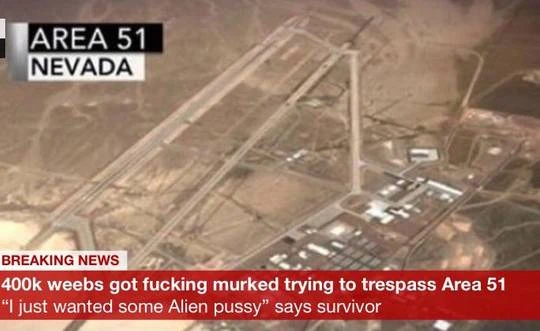 AREA 51
NEVADA
BREAKING NEWS
400k weebs got fucking murked trying to trespass Area 51
“I just wanted some Alien pussy” says survivor